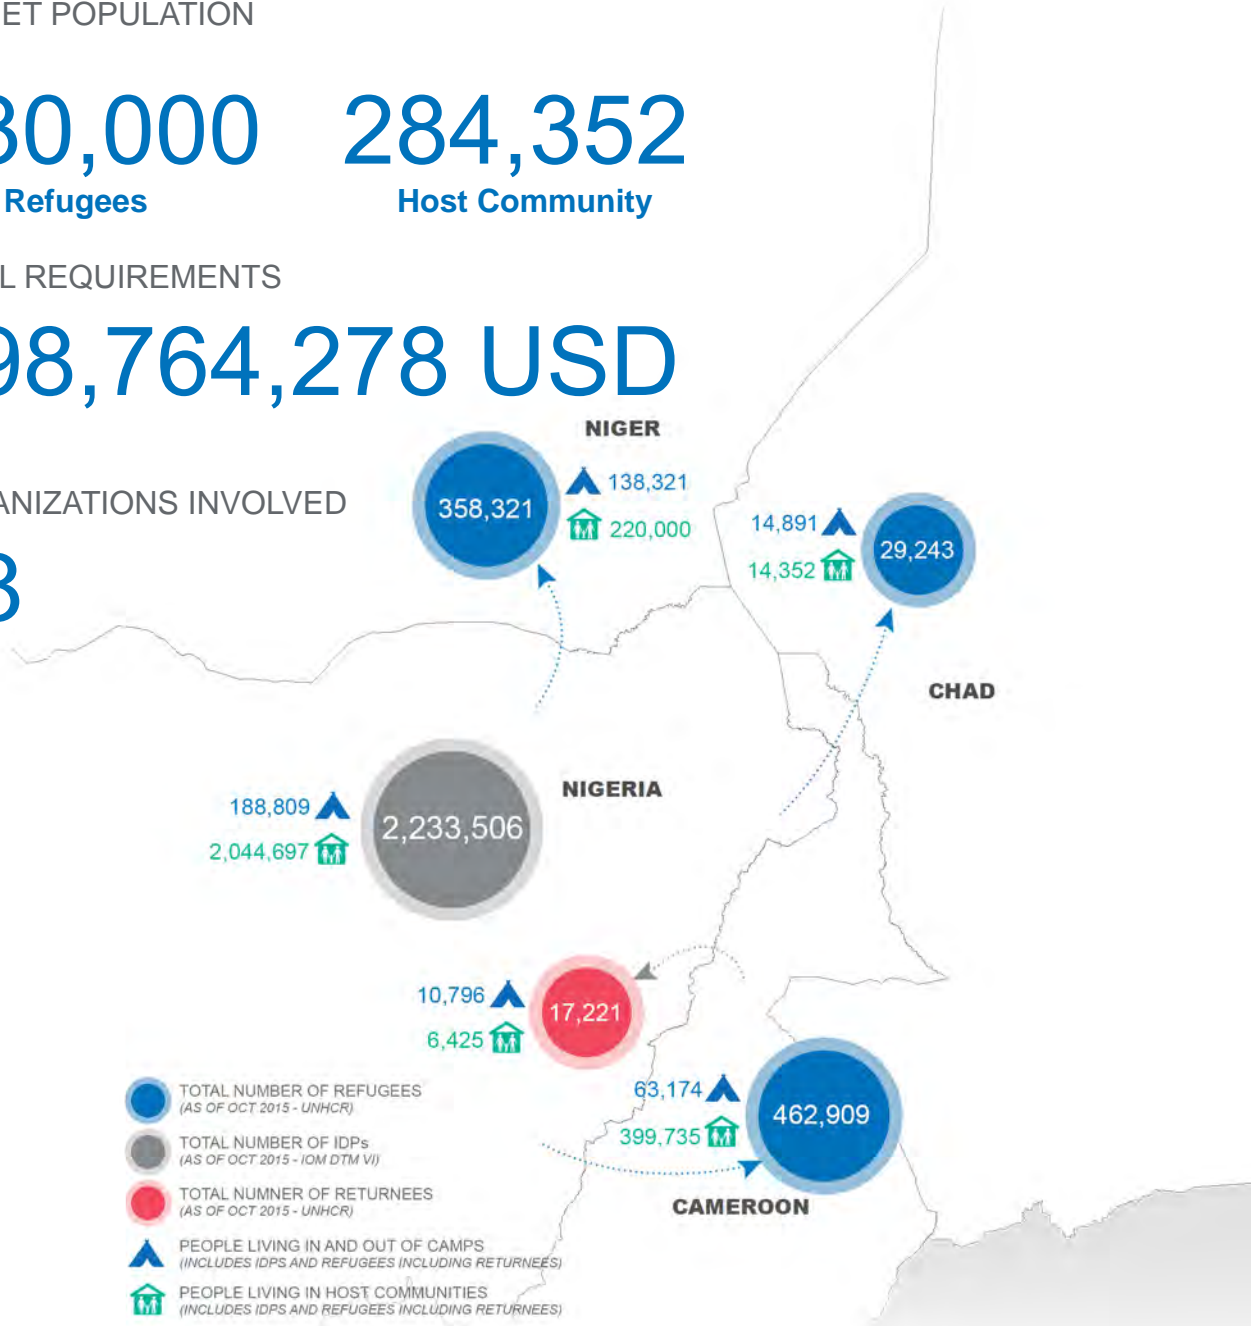 ET POPULATION
30,000 284,352
Refugees Host Community
L REQUIREMENTS
98,764,278 USD
ANIZATIONS INVOLVED
3
NIGER
358,321
138,321
220,000
14,891
14,352
29,243
CHAD
NIGERIA
188,809
2,044,697
2,233,506
10,796
6,425
17,221
63,174
399,735
462,909
CAMEROON
TOTAL NUMBER OF REFUGEES
(AS OF OCT 2015 - UNHCR)
TOTAL NUMBER OF IDPs
(AS OF OCT 2015 - IOM DTM VI)
TOTAL NUMNER OF RETURNEES
(AS OF OCT 2015 - UNHCR)
PEOPLE LIVING IN AND OUT OF CAMPS
(INCLUDES IDPS AND REFUGEES INCLUDING RETURNEES)
PEOPLE LIVING IN HOST COMMUNITIES
(INCLUDES IDPS AND REFUGEES INCLUDING RETURNEES)